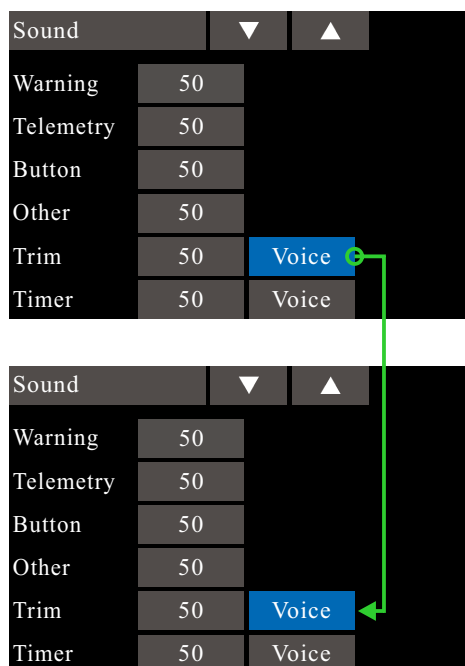 Sound ▼ ▲
Warning 50
Telemetry 50
Button 50
Other 50
Trim 50 Voice
Timer 50 Voice
Sound ▼ ▲
Warning 50
Telemetry 50
Button 50
Other 50
Trim 50 Voice
Timer 50 Voice